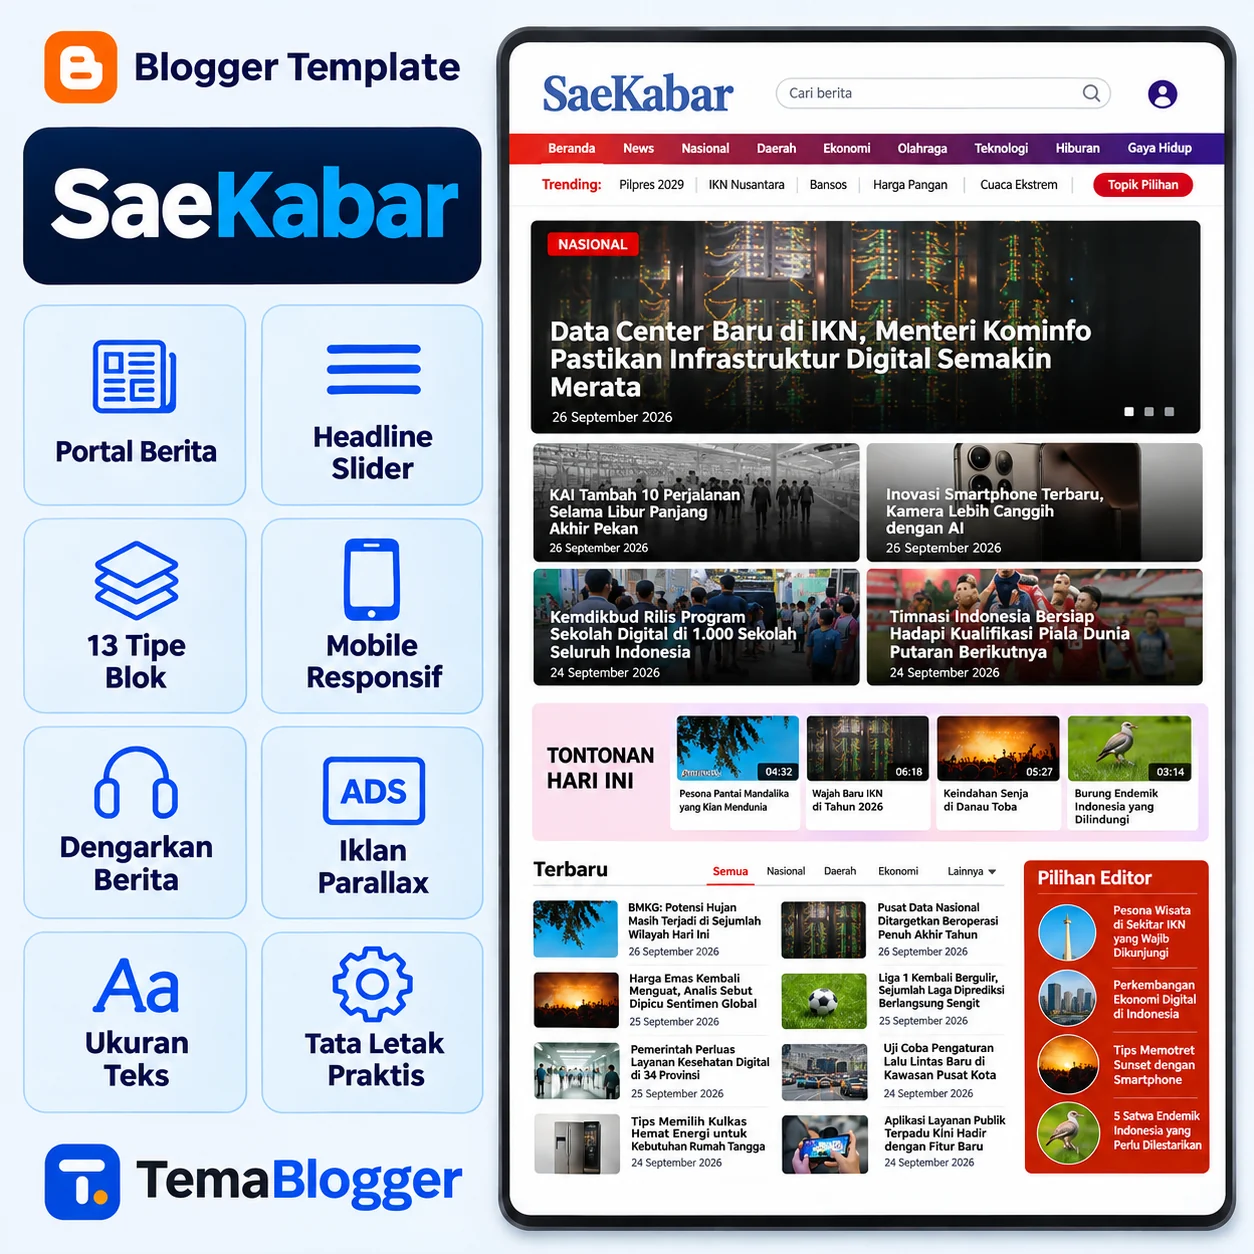 Blogger Template
SaeKabar
Portal Berita
Headline
Slider
13 Tipe
Blok
Mobile
Responsif
Dengarkan
Berita
ADS
Iklan
Parallax
Aa
Ukuran
Teks
Tata Letak
Praktis
TemaBlogger
SaeKabar
Cari berita
Beranda News Nasional Daerah Ekonomi Olahraga Teknologi Hiburan Gaya Hidup
Trending: Pilpres 2029 IKN Nusantara Bansos Harga Pangan Cuaca Ekstrem Topik Pilihan
NASIONAL
Data Center Baru di IKN, Menteri Kominfo
Pastikan Infrastruktur Digital Semakin
Merata
26 September 2026
KAI Tambah 10 Perjalanan
Selama Libur Panjang
Akhir Pekan
26 September 2026
Inovasi Smartphone Terbaru,
Kamera Lebih Canggih
dengan AI
26 September 2026
Kemdikbud Rilis Program
Sekolah Digital di 1.000 Sekolah
Seluruh Indonesia
24 September 2026
Timnasi Indonesia Bersiap
Hadapi Kualifikasi Piala Dunia
Putaran Berikutnya
24 September 2026
TONTONAN
HARI INI
04:32
Pesona Pantai Mandalika
yang Kian Mendunia
06:18
Wajah Baru IKN
di Tahun 2026
05:27
Keindahan Senja
di Danau Toba
03:14
Burung Endemik
Indonesia yang
Dilindungi
Terbaru
Semua Nasional Daerah Ekonomi Lainnya
BMKG: Potensi Hujan
Masih Terjadi di Sejumlah
Wilayah Hari Ini
26 September 2026
Pusat Data Nasional
Ditargetkan Beroperasi
Penuh Akhir Tahun
26 September 2026
Harga Emas Kembali
Menguat, Analis Sebut
Dipicu Sentimen Global
25 September 2026
Liga 1 Kembali Bergulir,
Sejumlah Laga Diprediksi
Berlangsung Sengit
25 September 2026
Pemerintah Perluas
Layanan Kesehatan Digital
di 34 Provinsi
25 September 2026
Uji Coba Pengaturan
Lalu Lintas Baru di
Kawasan Pusat Kota
24 September 2026
Tips Memilih Kulkas
Hemat Energi untuk
Kebutuhan Rumah Tangga
24 September 2026
Aplikasi Layanan Publik
Terpadu Kini Hadir
dengan Fitur Baru
24 September 2026
Pilihan Editor
Pesona Wisata
di Sekitar IKN
yang Wajib
Dikunjungi
Perkembangan
Ekonomi Digital
di Indonesia
Tips Memotret
Sunset dengan
Smartphone
5 Satwa Endemik
Indonesia yang
Perlu Dilestarikan